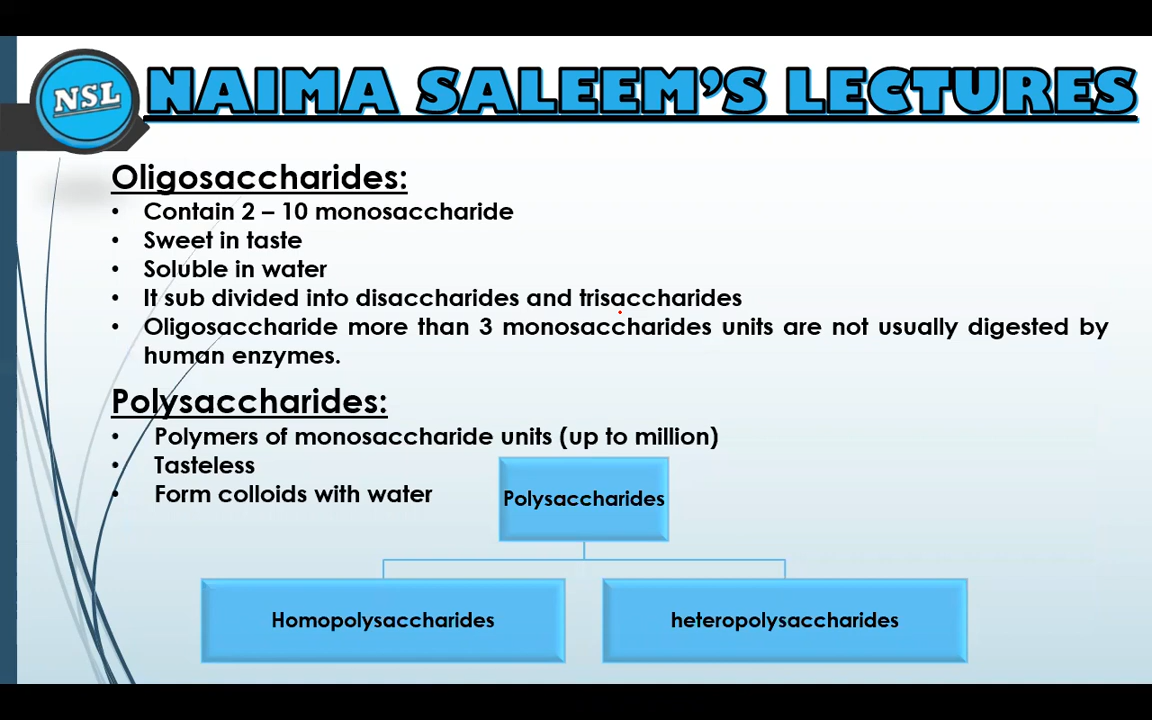 NSL
NAIMA SALEEM'S LECTURES
Oligosaccharides:
• Contain 2 – 10 monosaccharide
• Sweet in taste
• Soluble in water
• It sub divided into disaccharides and trisaccharides
• Oligosaccharide more than 3 monosaccharides units are not usually digested by
human enzymes.
Polysaccharides:
• Polymers of monosaccharide units (up to million)
• Tasteless
• Form colloids with water
Polysaccharides
Homopolysaccharides
heteropolysaccharides